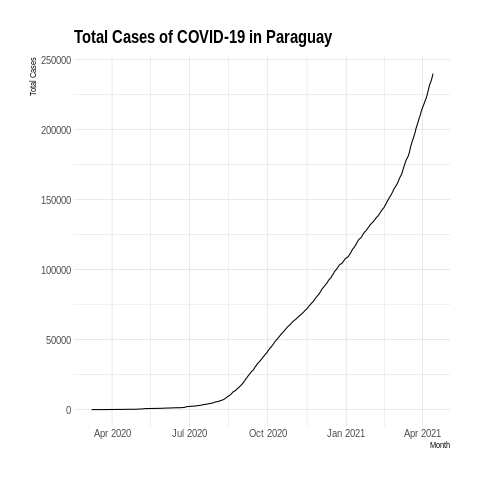 Total Cases of COVID-19 in Paraguay
Total Cases
250000
200000
150000
100000
50000
0
Apr 2020 Jul 2020 Oct 2020 Jan 2021 Apr 2021
Month